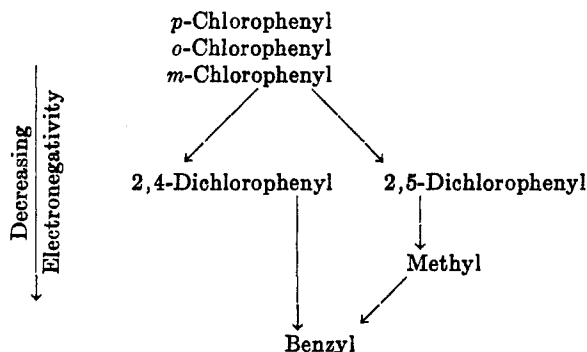 p-Chlorophenyl
o-Chlorophenyl
m-Chlorophenyl
Decreasing
Electronegativity
2,4-Dichlorophenyl
2,5-Dichlorophenyl
Methyl
Benzyl